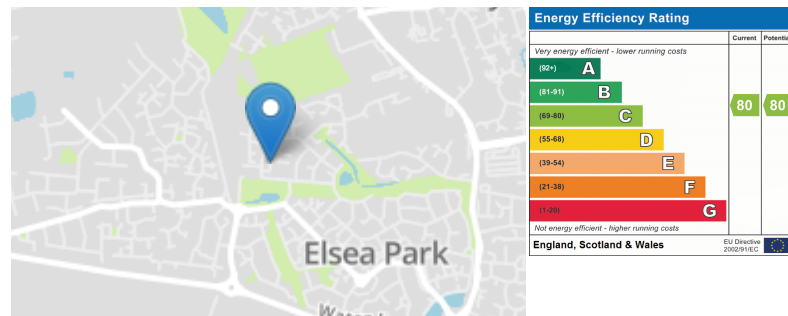 Elsea Park
Energy Efficiency Rating
Current
Very energy efficient - lower running costs
(92+) A
(81-91) B
(69-80) C
(55-68) D
(39-54) E
(21-38) F
(1-20) G
80
80
Not energy efficient - higher running costs
England, Scotland & Wales
EU Directive
2002/91/EC